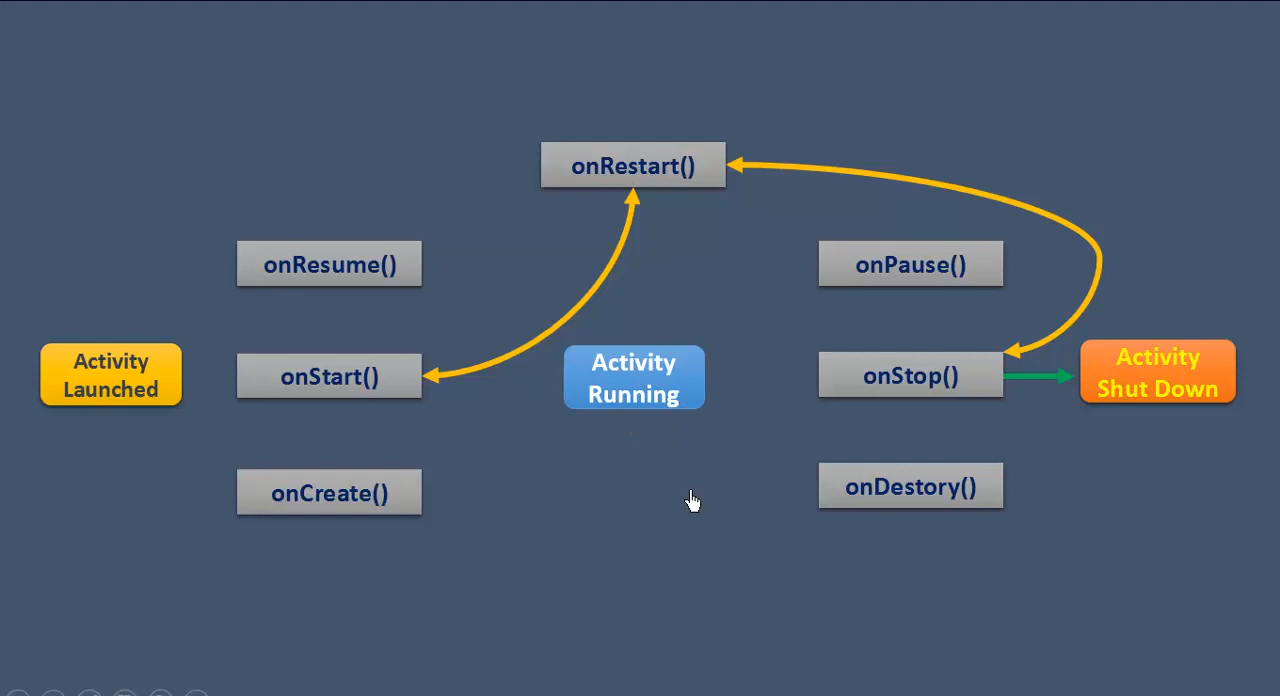 onRestart()
onResume()
onPause()
Activity
Launched
onStart()
Activity
Running
onStop()
Activity
Shut Down
onCreate()
onDestory()